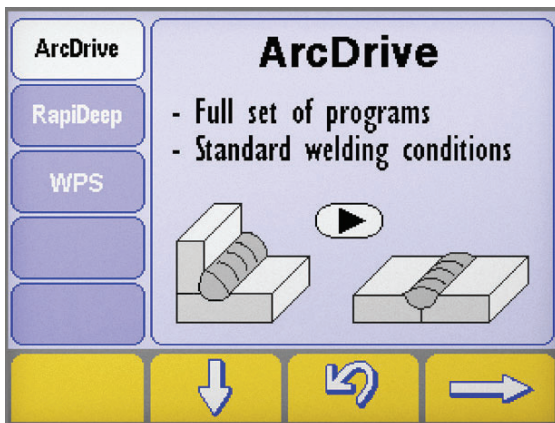 ArcDrive
RapiDeep
WPS
ArcDrive
- Full set of programs
- Standard welding conditions